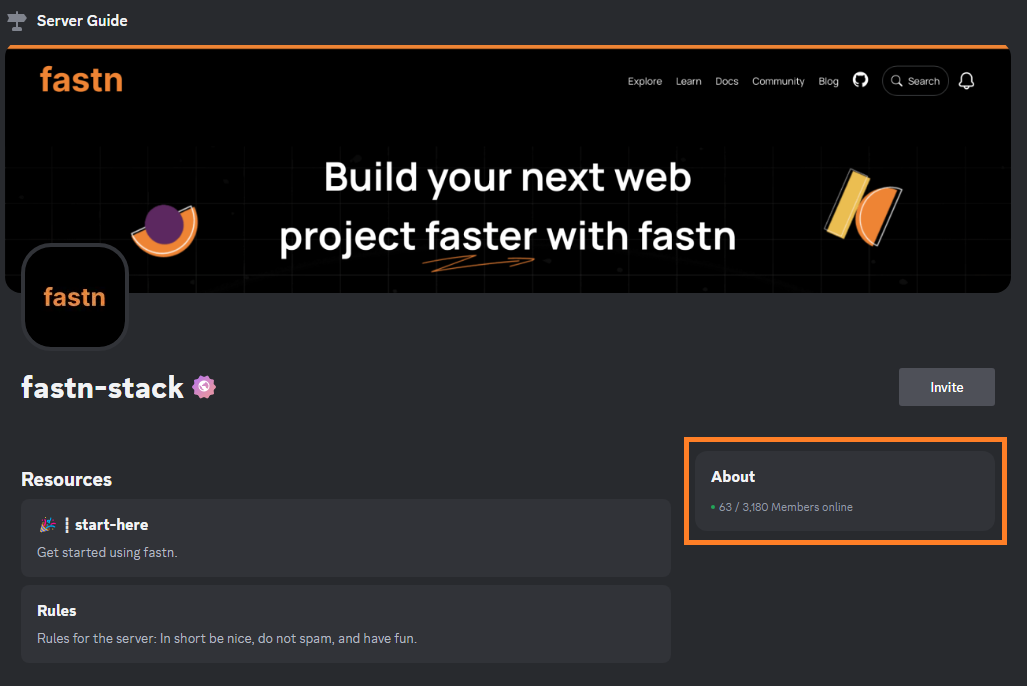 Server Guide
fastn
Explore Learn Docs Community Blog Search
Build your next web
project faster with fastn
fastn
fastn-stack
Invite
Resources
About
63 / 3,180 Members online
start-here
Get started using fastn.
Rules
Rules for the server: In short be nice, do not spam, and have fun.